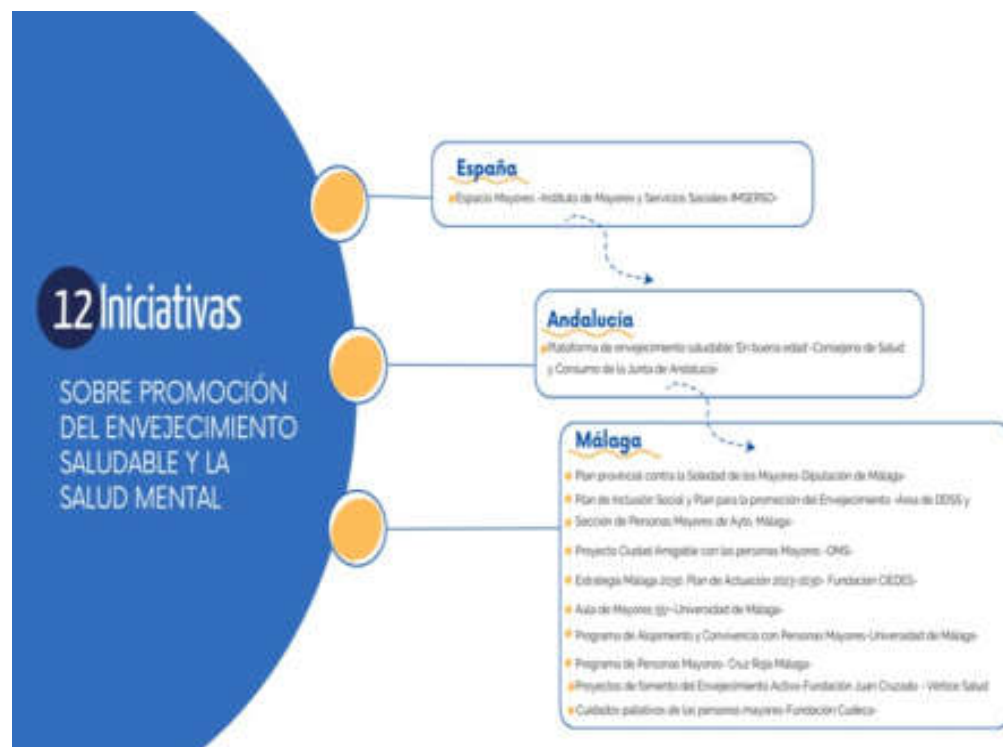 12 Iniciativas
SOBRE PROMOCIÓN
DEL ENVEJECIMIENTO
SALUDABLE Y LA
SALUD MENTAL
España
Espacio Mayores -Instituto de Mayores y Servicios Sociales-IMSERSO-
Andalucía
Plataforma de envejecimiento saludable 'En buena edad' -Consejería de Salud
y Consumo de la Junta de Andalucía-
Málaga
Plan provincial contra la Soledad de los Mayores-Diputación de Málaga-
Plan de Inclusión Social y Plan para la promoción del Envejecimiento -Área de DDSS y
Sección de Personas Mayores de Ayto. Málaga-
Proyecto Ciudad Amigable con las personas Mayores -OMS-
Estrategia Málaga 2030. Plan de Actuación 2023-2030- Fundación CIEDES-
Aula de Mayores 55+-Universidad de Málaga-
Programa de Alojamiento y Convivencia con Personas Mayores-Universidad de Málaga-
Programa de Personas Mayores- Cruz Roja Málaga-
Proyectos de fomento del Envejecimiento Activo-Fundación Juan Cruzado - Vértice Salud
Cuidados paliativos de las personas mayores-Fundación Cudeca-